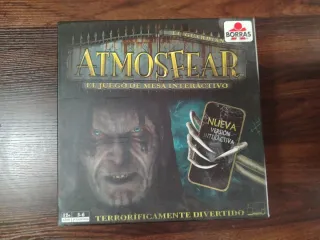 BORRAS
ATMOSFEAR
EL JUEGO DE MESA INTERACTIVO
¡NUEVA
VERSIÓN
INTERACTIVA!
TERRORÍFICAMENTE DIVERTIDO